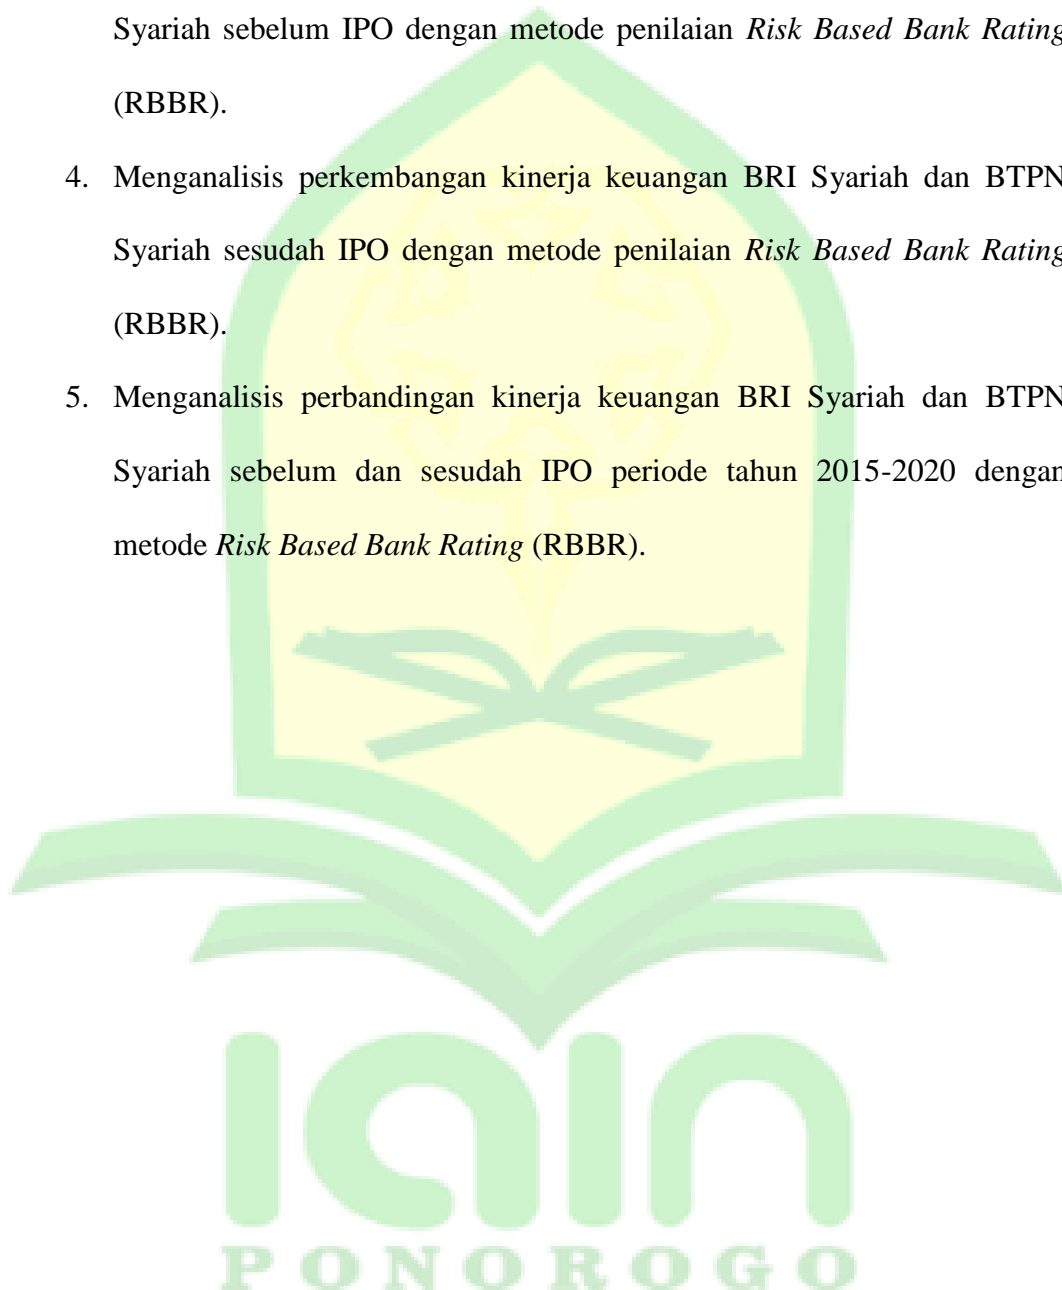 Syariah sebelum IPO dengan metode penilaian Risk Based Bank Rating
(RBBR).
4. Menganalisis perkembangan kinerja keuangan BRI Syariah dan BTPN
Syariah sesudah IPO dengan metode penilaian Risk Based Bank Rating
(RBBR).
5. Menganalisis perbandingan kinerja keuangan BRI Syariah dan BTPN
Syariah sebelum dan sesudah IPO periode tahun 2015-2020 dengan
metode Risk Based Bank Rating (RBBR).
iain
PONOROGO